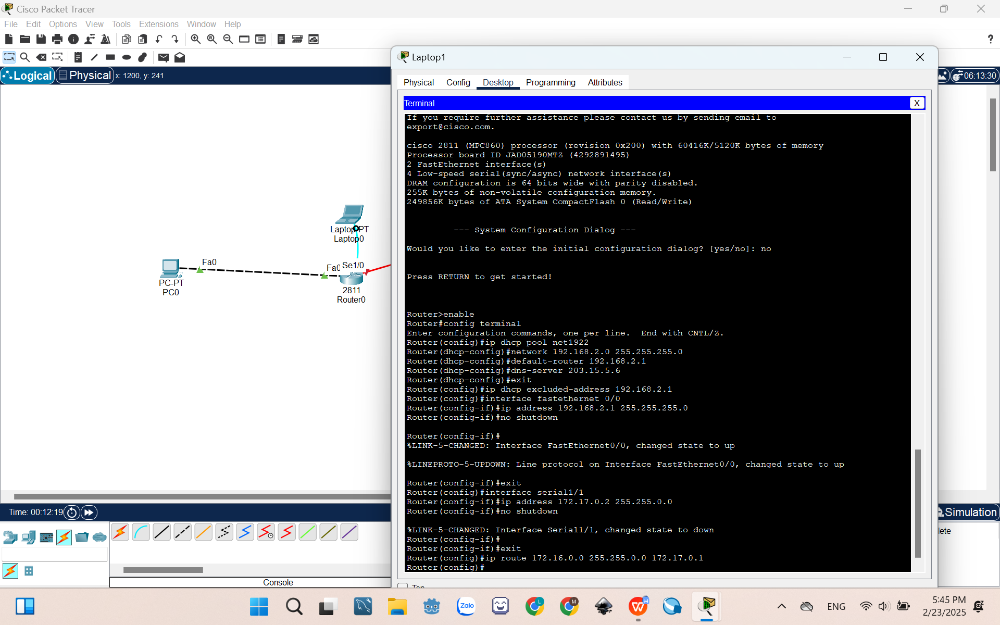 Cisco Packet Tracer
File Edit Options View Tools Extensions Window Help
?
Logical Physical x: 1200, y: 241
06:13:30
Laptop-PT
Laptop0
Fa0
Fa0 Se1/0
PC-PT
PC0
2811
Router0
Laptop1
Physical Config Desktop Programming Attributes
Terminal
X
If you require further assistance please contact us by sending email to
export@cisco.com.
cisco 2811 (MPC860) processor (revision 0x200) with 60416K/5120K bytes of memory
Processor board ID JAD05190MTZ (4292891495)
2 FastEthernet interface(s)
4 Low-speed serial(sync/async) network interface(s)
DRAM configuration is 64 bits wide with parity disabled.
255K bytes of non-volatile configuration memory.
249856K bytes of ATA System CompactFlash 0 (Read/Write)
--- System Configuration Dialog ---
Would you like to enter the initial configuration dialog? [yes/no]: no
Press RETURN to get started!
Router>enable
Router#config terminal
Enter configuration commands, one per line. End with CNTL/Z.
Router(config)#ip dhcp pool net1922
Router(dhcp-config)#network 192.168.2.0 255.255.255.0
Router(dhcp-config)#default-router 192.168.2.1
Router(dhcp-config)#dns-server 203.15.5.6
Router(dhcp-config)#exit
Router(config)#ip dhcp excluded-address 192.168.2.1
Router(config)#interface fastethernet 0/0
Router(config-if)#ip address 192.168.2.1 255.255.255.0
Router(config-if)#no shutdown
Router(config-if)#
%LINK-5-CHANGED: Interface FastEthernet0/0, changed state to up
%LINEPROTO-5-UPDOWN: Line protocol on Interface FastEthernet0/0, changed state to up
Router(config-if)#exit
Router(config)#interface serial1/1
Router(config-if)#ip address 172.17.0.2 255.255.0.0
Router(config-if)#no shutdown
%LINK-5-CHANGED: Interface Serial1/1, changed state to down
Router(config-if)#
Router(config-if)#exit
Router(config)#ip route 172.16.0.0 255.255.0.0 172.17.0.1
Router(config)#
Time: 00:12:19
Simulation
lete
Console
Zalo
L
M
W
ENG
5:45 PM
2/23/2025